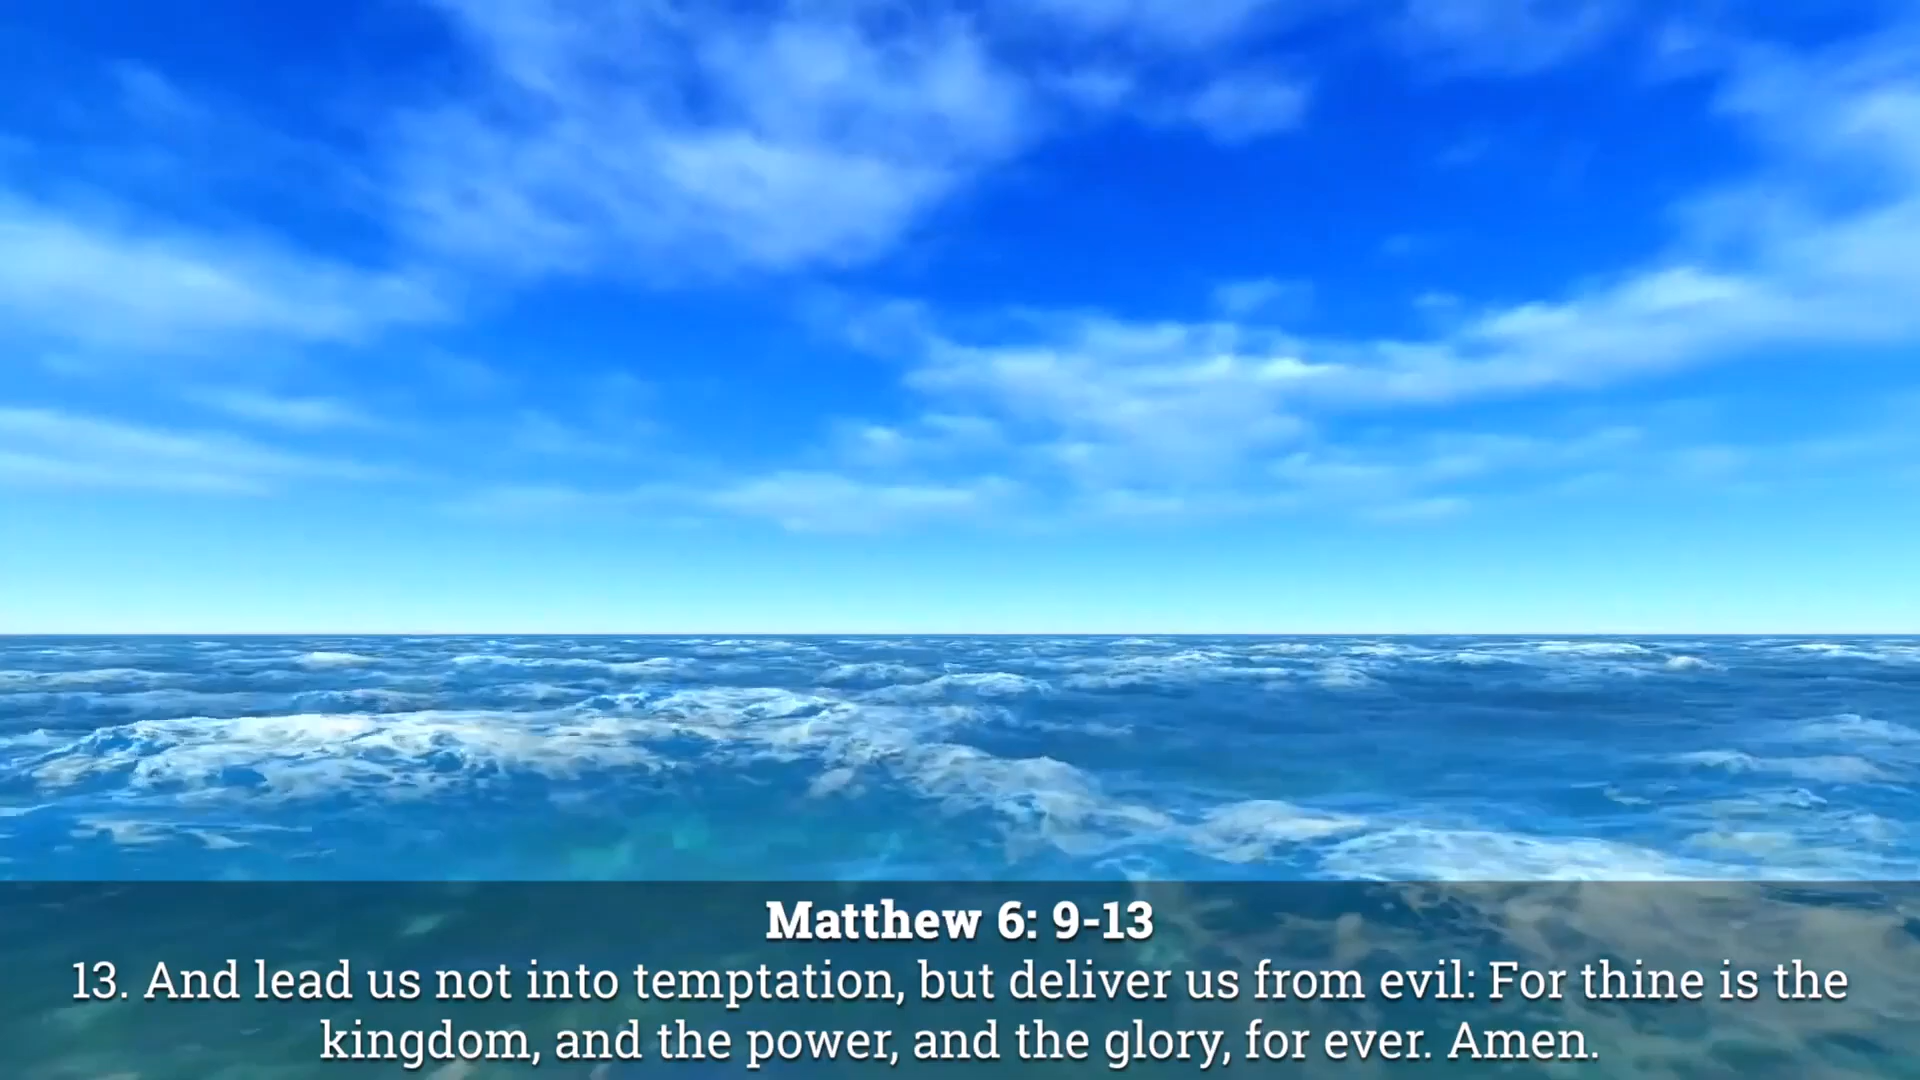 Matthew 6: 9-13
13. And lead us not into temptation, but deliver us from evil: For thine is the
kingdom, and the power, and the glory, for ever. Amen.